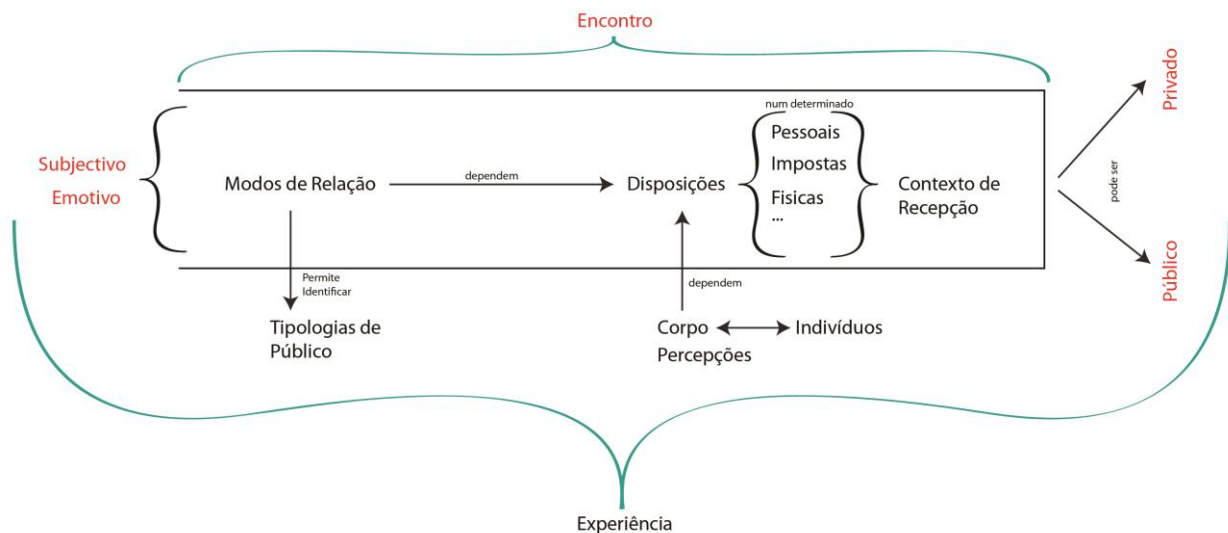 Encontro
Privado
num determinado
Pessoais
Subjectivo
Emotivo
Modos de Relação
dependem
Disposições
Impostas
Fisicas
...
Contexto de
Recepção
pode ser
Público
Permite
Identificar
dependem
Tipologias de
Público
Corpo
Percepções
Indivíduos
Experiência